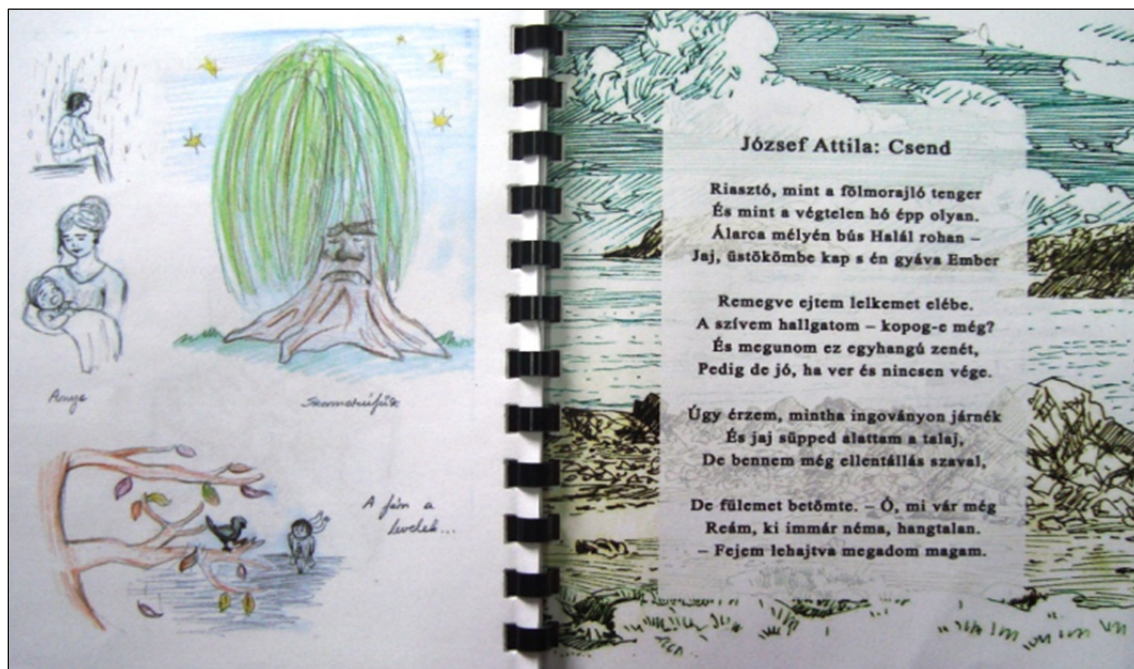 Anya
Szomorúfűz
A fán a
levelek...
József Attila: Csend
Riasztó, mint a fölmorajló tenger
És mint a végtelen hó épp olyan.
Álarca mélyén bús Halál rohan –
Jaj, üstökömbe kap s én gyáva Ember
Remegve ejtem lelkemet elébe.
A szívem hallgatom – kopog-e még?
És megunom ez egyhangú zenét,
Pedig de jó, ha ver és nincsen vége.
Úgy érzem, mintha ingoványon járnék
És jaj süpped alattam a talaj,
De bennem még ellentállás szaval,
De fülemet betömte. – Ó, mi vár még
Reám, ki immár néma, hangtalan.
– Fejem lehajtva megadom magam.